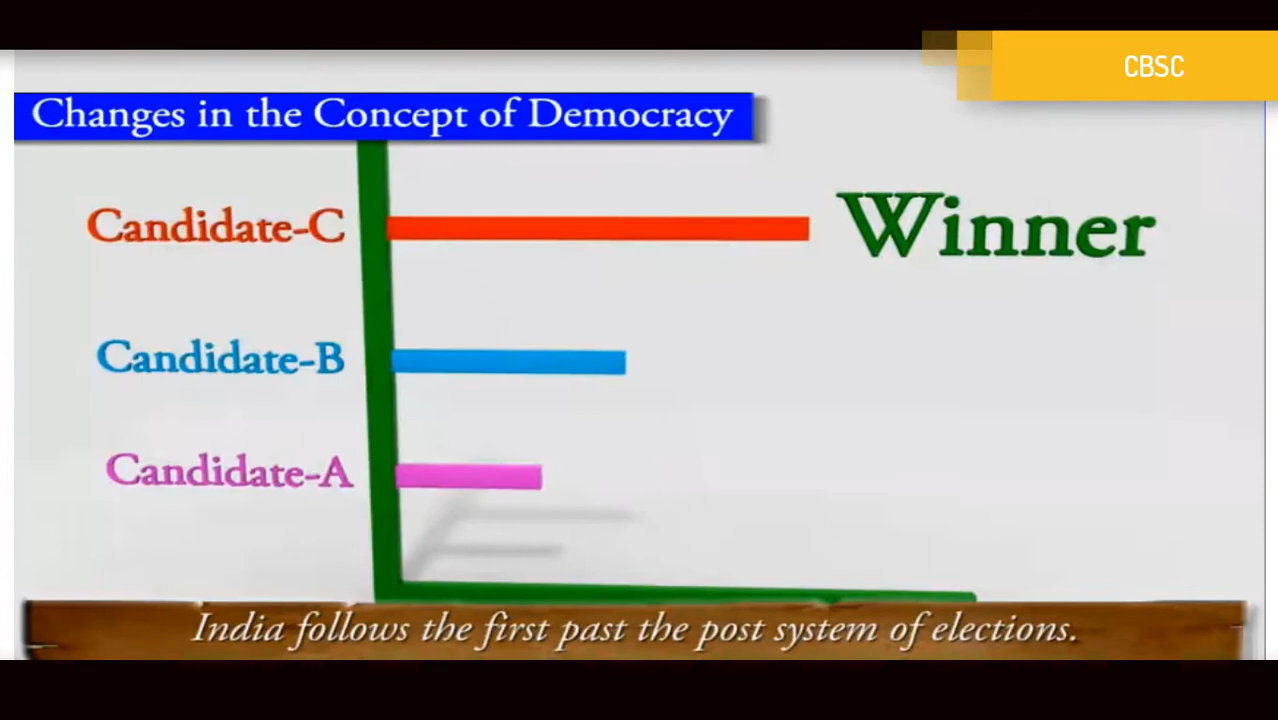 CBSC
Changes in the Concept of Democracy
Candidate-C
Winner
Candidate-B
Candidate-A
India follows the first past the post system of elections.